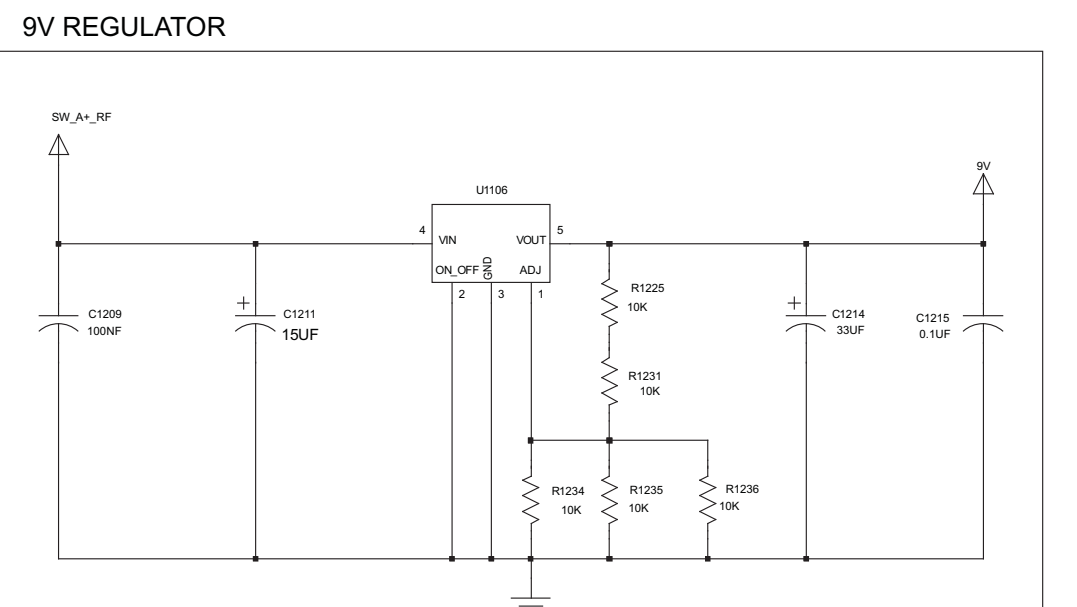 9V REGULATOR
SW_A+_RF
9V
U1106
4
5
VIN
VOUT
ON_OFF
GND
ADJ
2
3
1
R1225
10K
C1209
100NF
+
C1211
15UF
+
C1214
33UF
C1215
0.1UF
R1231
10K
R1234
10K
R1235
10K
R1236
10K